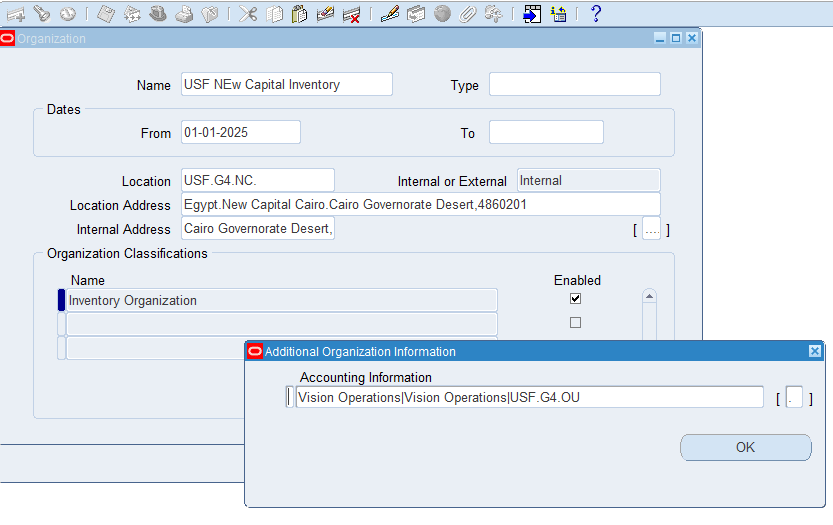 Organization
Name USF NEw Capital Inventory Type
Dates
From 01-01-2025 To
Location USF.G4.NC. Internal or External Internal
Location Address Egypt.New Capital Cairo.Cairo Governorate Desert,4860201
Internal Address Cairo Governorate Desert, [ .... ]
Organization Classifications
Name Enabled
Inventory Organization
Additional Organization Information
Accounting Information
Vision Operations|Vision Operations|USF.G4.OU [ . ]
OK